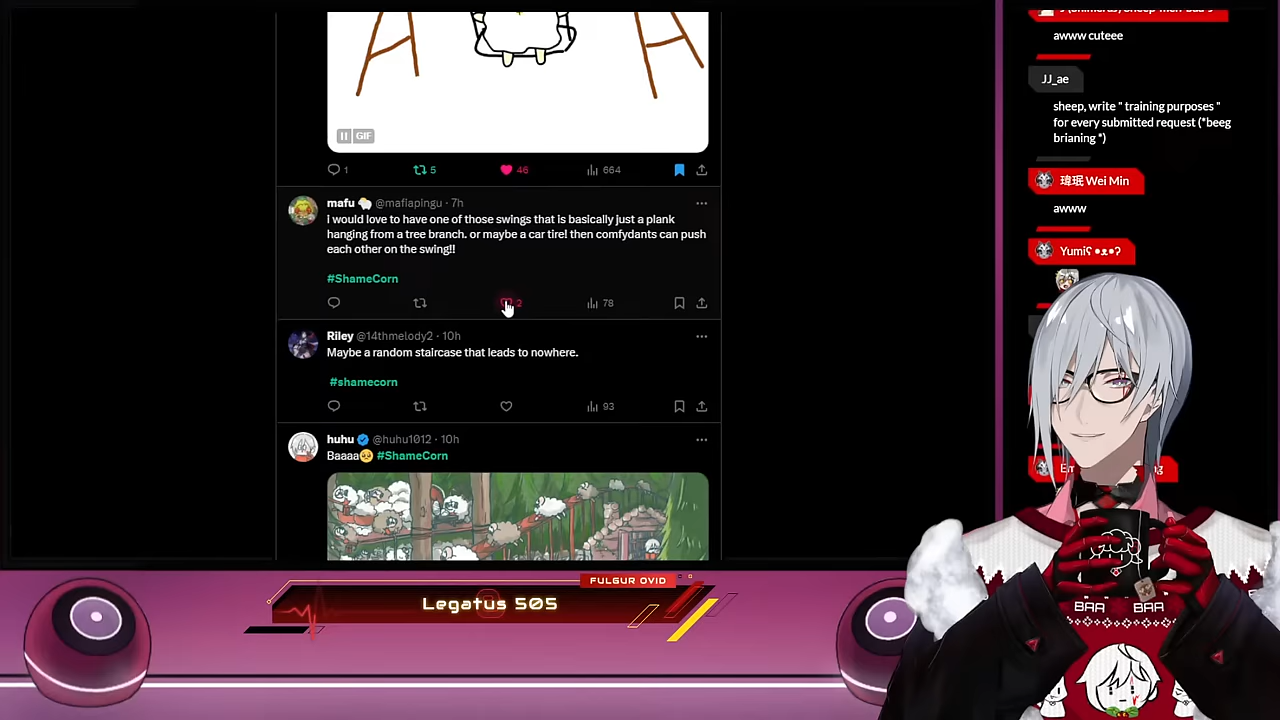 GIF
1
5
46
664
mafu @mafiapingu · 7h
i would love to have one of those swings that is basically just a plank
hanging from a tree branch. or maybe a car tire! then comfydants can push
each other on the swing!!
#ShameCorn
2
78
Riley @14thmelody2 · 10h
Maybe a random staircase that leads to nowhere.
#shamecorn
93
huhu @huhu1012 · 10h
Baaaa #ShameCorn
awww cuteee
JJ_ae
sheep, write " training purposes "
for every submitted request (*beeg
brianing *)
瑋珉 Wei Min
awww
Yumiʕ •ᴥ•ʔ
FULGUR OVID
Legatus 505
BAA BAA